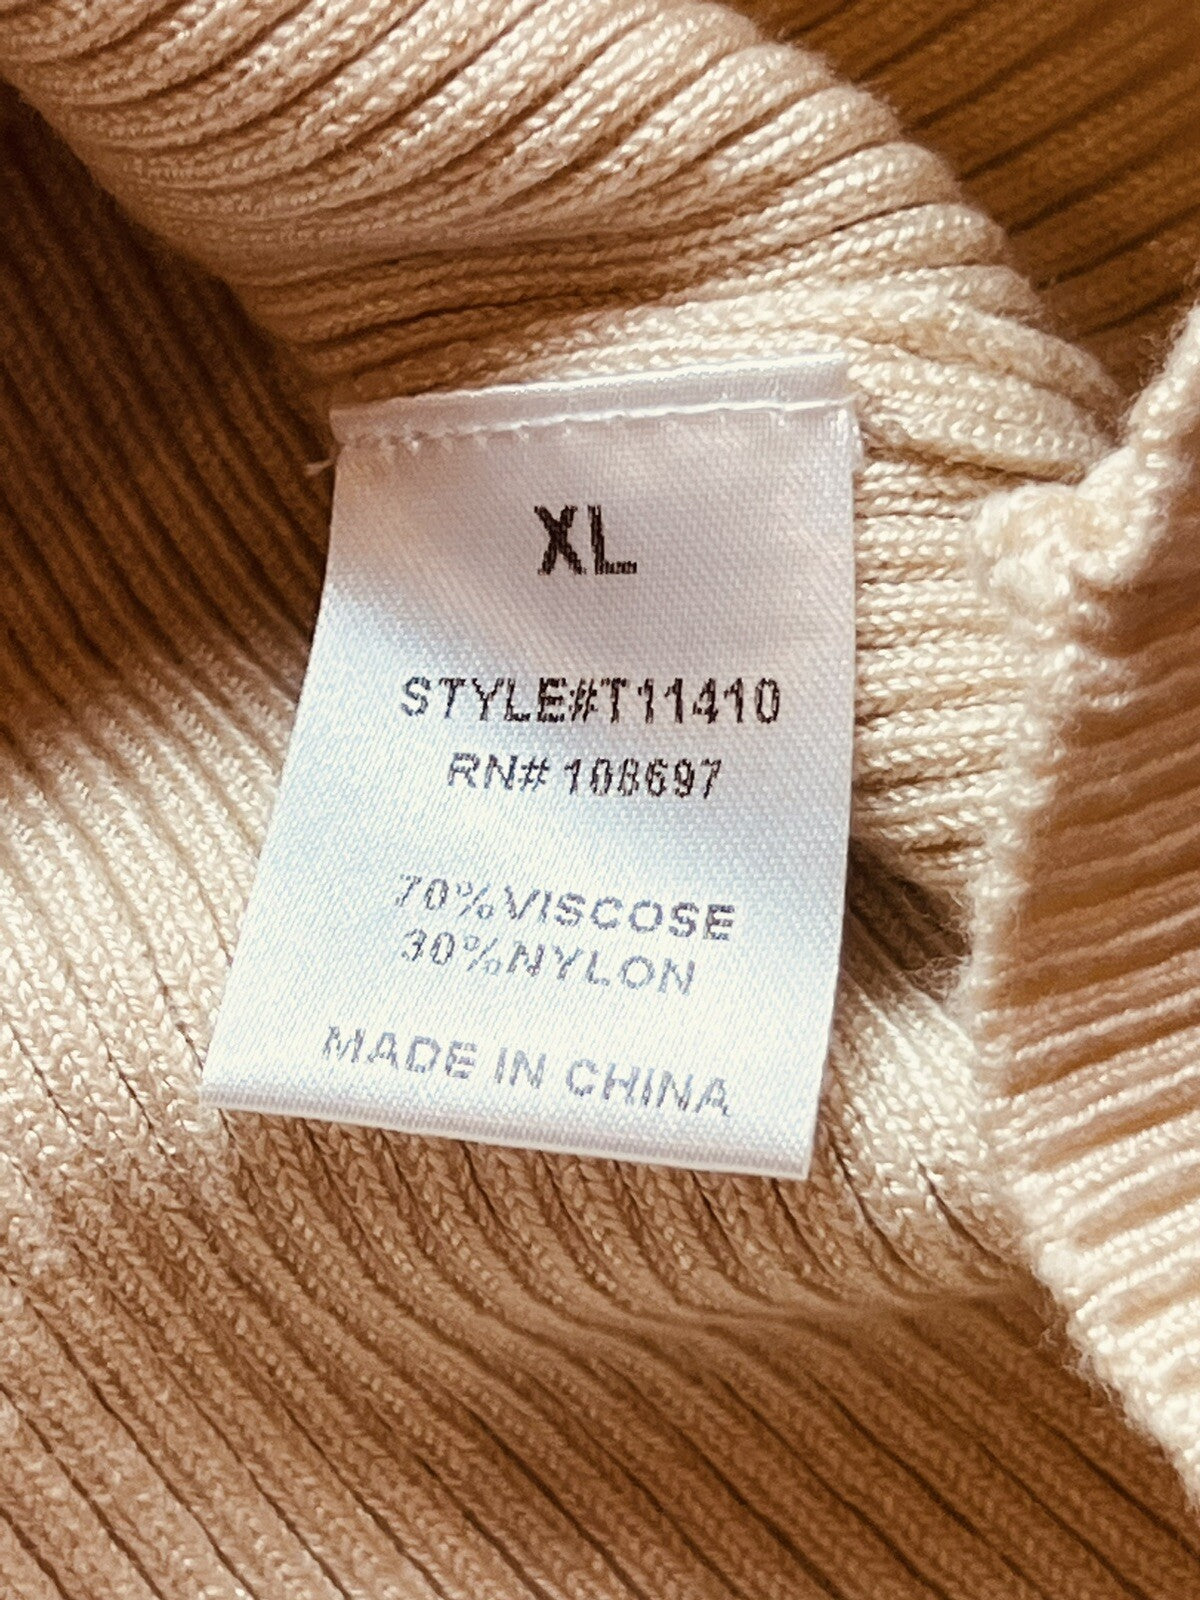 XL
STYLE#T11410
RN# 108697
70%VISCOSE
30%NYLON
MADE IN CHINA